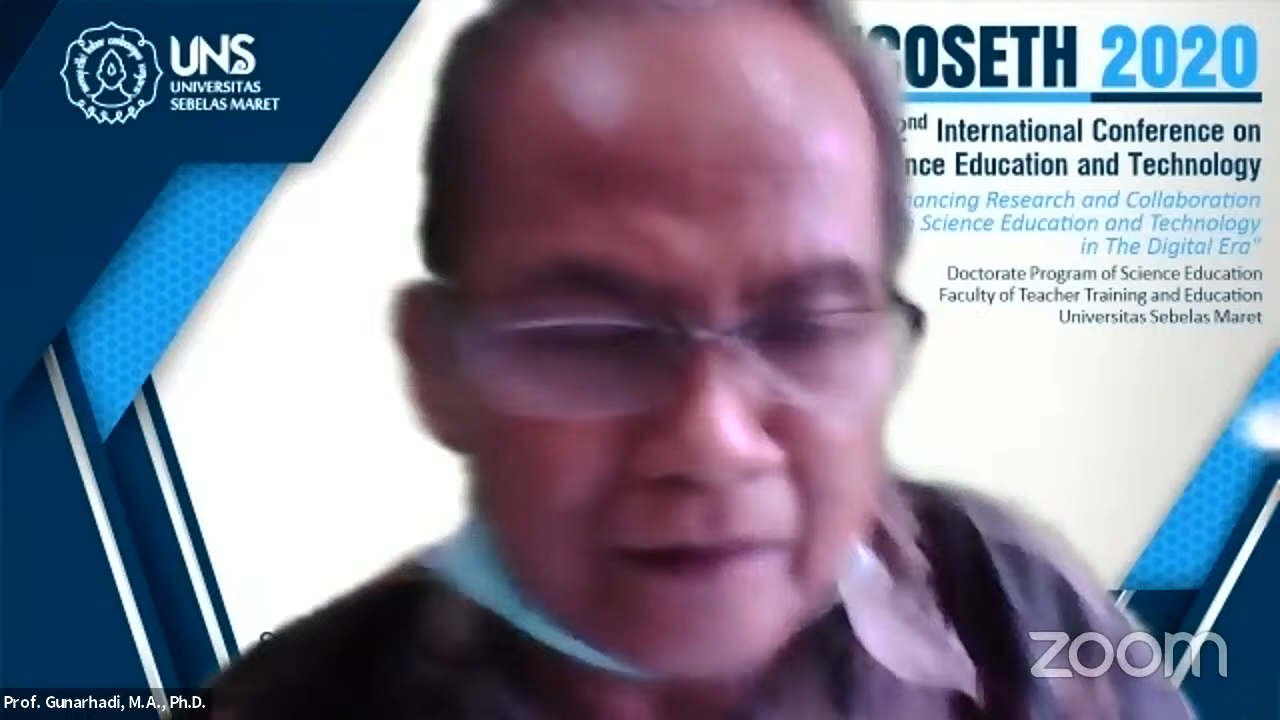 UNS
UNIVERSITAS
SEBELAS MARET
COSETH 2020
2nd International Conference on
nce Education and Technology
hancing Research and Collaboration
Science Education and Technology
in The Digital Era"
Doctorate Program of Science Education
Faculty of Teacher Training and Education
Universitas Sebelas Maret
zoom
Prof. Gunarhadi, M.A., Ph.D.